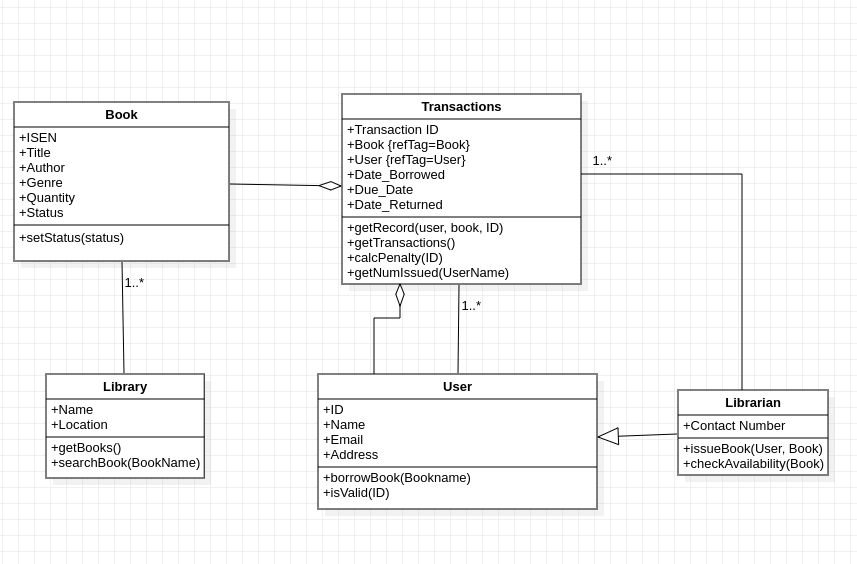 Book
+ISEN
+Title
+Author
+Genre
+Quantity
+Status
+setStatus(status)
Transactions
+Transaction ID
+Book {refTag=Book}
+User {refTag=User}
+Date_Borrowed
+Due_Date
+Date_Returned
+getRecord(user, book, ID)
+getTransactions()
+calcPenalty(ID)
+getNumIssued(UserName)
1..*
1..*
1..*
Library
+Name
+Location
+getBooks()
+searchBook(BookName)
User
+ID
+Name
+Email
+Address
+borrowBook(Bookname)
+isValid(ID)
Librarian
+Contact Number
+issueBook(User, Book)
+checkAvailability(Book)